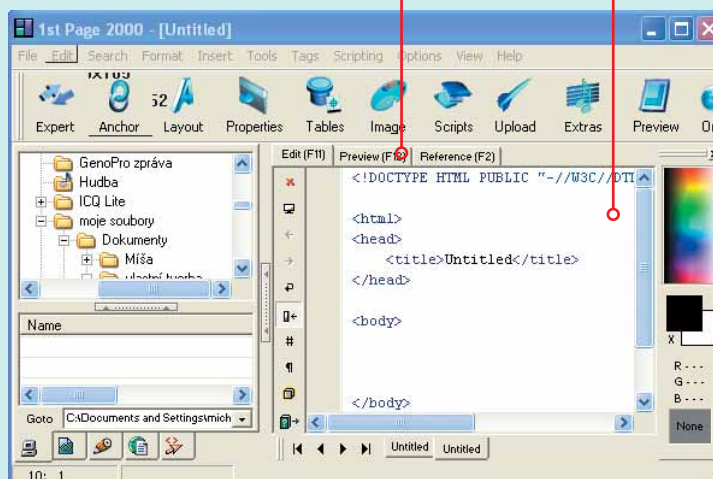 1st Page 2000 - [Untitled]
File Edit Search Format Insert Tools Tags Scripting Options View Help
Expert Anchor Layout Properties Tables Image Scripts Upload Extras Preview
Edit (F11) Preview (F12) Reference (F2)
GenoPro zpráva
Hudba
ICQ Lite
moje soubory
Dokumenty
Míša
vlastní tvorba
Name
Goto C:\Documents and Settings\mich
<!DOCTYPE HTML PUBLIC "-//W3C//DTD
<html>
<head>
<title>Untitled</title>
</head>
<body>
</body>
Untitled Untitled
X
R - - -
G - - -
B - - -
None
10: 1